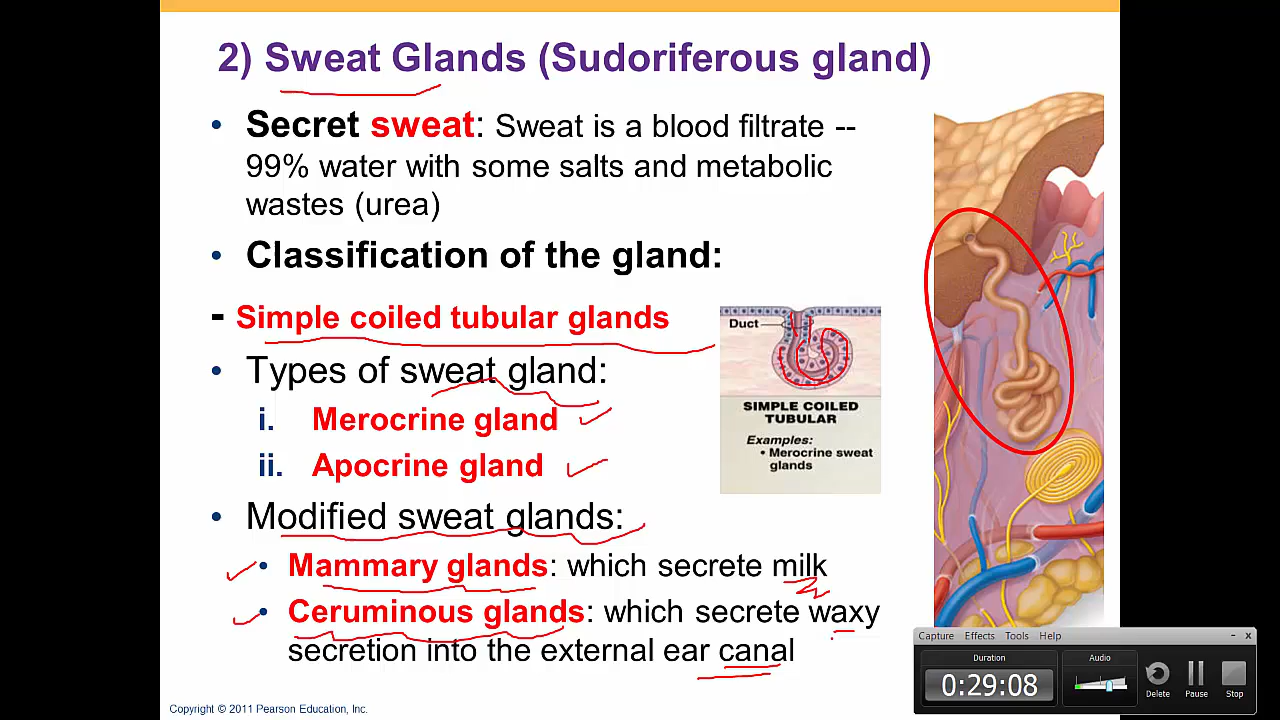 2) Sweat Glands (Sudoriferous gland)
• Secret sweat: Sweat is a blood filtrate --
99% water with some salts and metabolic
wastes (urea)
• Classification of the gland:
- Simple coiled tubular glands
• Types of sweat gland:
i. Merocrine gland
ii. Apocrine gland
• Modified sweat glands:
• Mammary glands: which secrete milk
• Ceruminous glands: which secrete waxy
secretion into the external ear canal
Duct
SIMPLE COILED
TUBULAR
Examples:
• Merocrine sweat
glands
Copyright © 2011 Pearson Education, Inc.
Capture Effects Tools Help
Duration
0:29:08
Audio
Delete
Pause
Stop